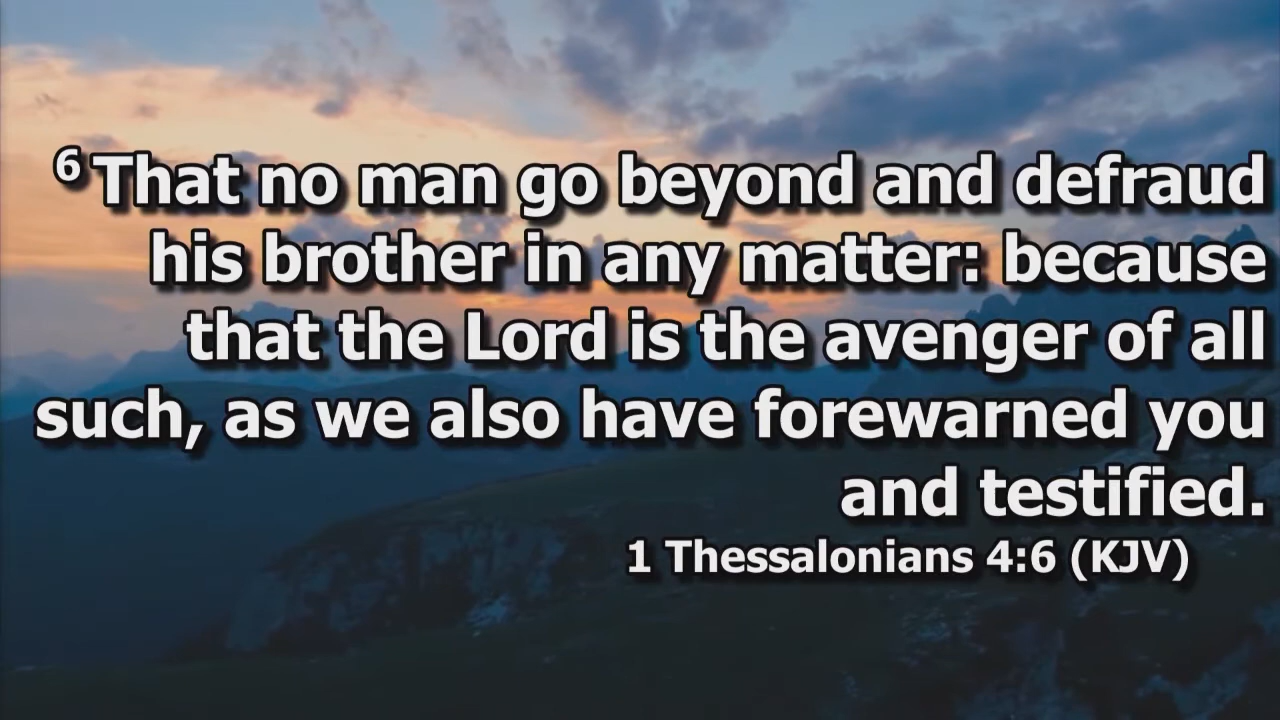 6 That no man go beyond and defraud
his brother in any matter: because
that the Lord is the avenger of all
such, as we also have forewarned you
and testified.
1 Thessalonians 4:6 (KJV)